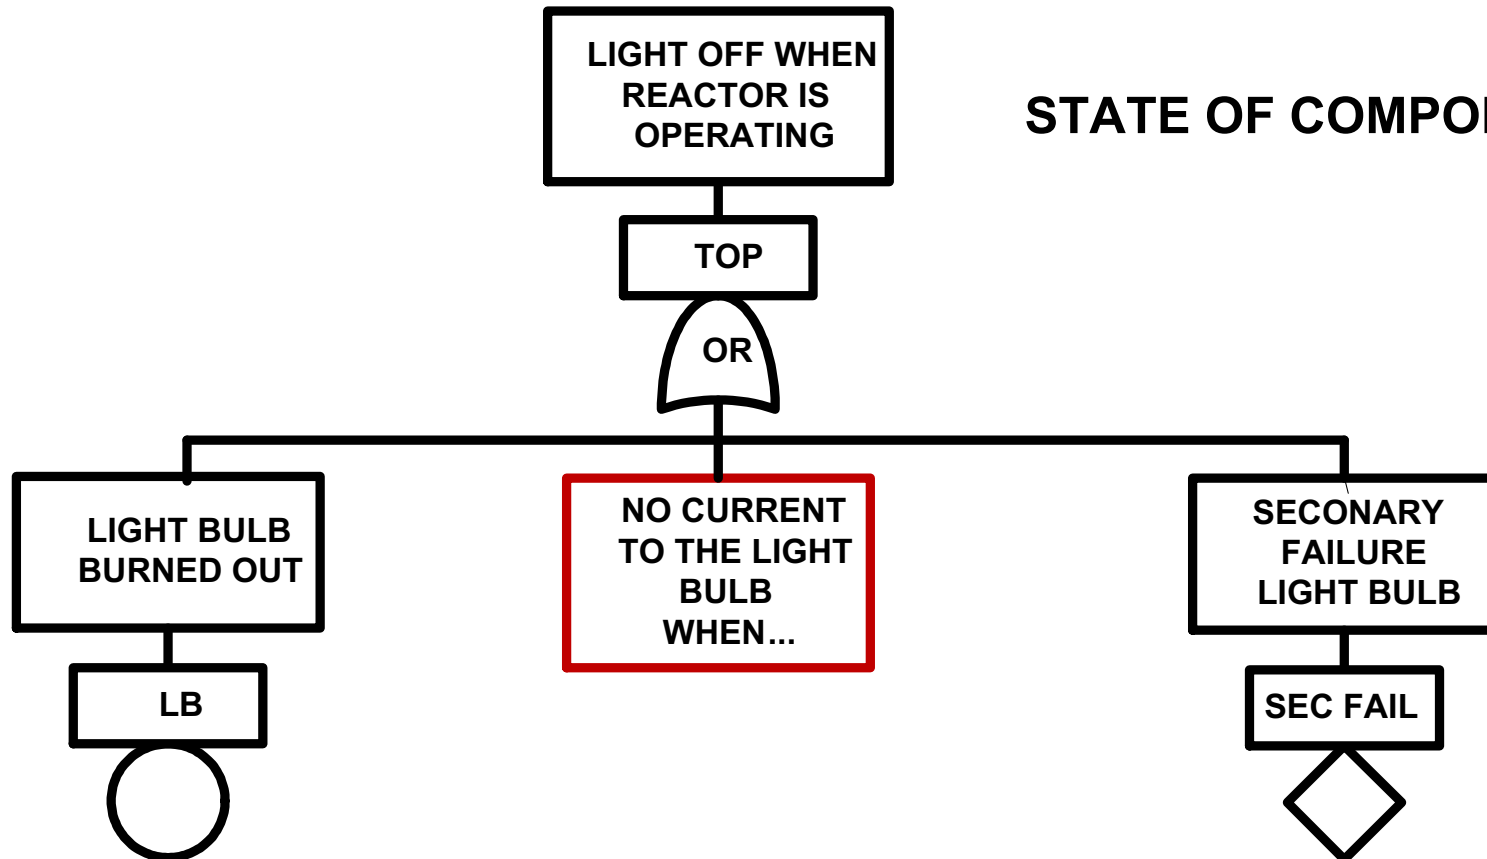 LIGHT OFF WHEN
REACTOR IS
OPERATING
STATE OF
TOP
OR
LIGHT BULB
BURNED OUT
NO CURRENT
TO THE LIGHT
BULB
WHEN...
SECONARY
FAILURE
LIGHT BULB
LB
SEC FAIL